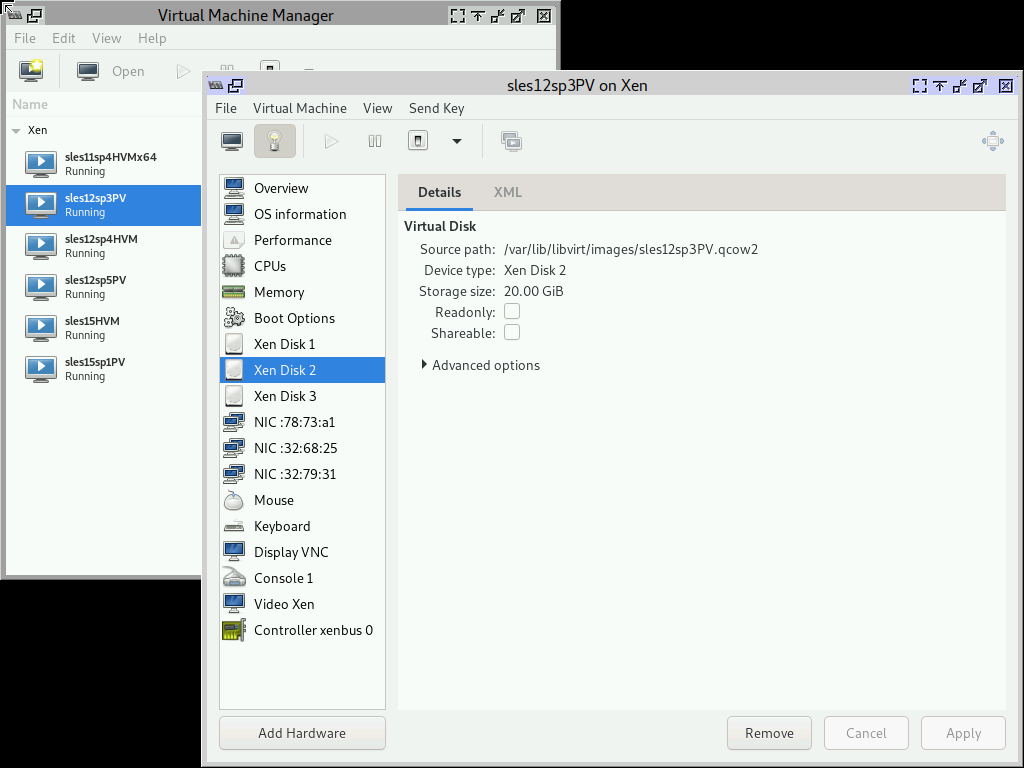 Virtual Machine Manager
File Edit View Help
Open
Name
Xen
sles11sp4HVMx64
Running
sles12sp3PV
Running
sles12sp4HVM
Running
sles12sp5PV
Running
sles15HVM
Running
sles15sp1PV
Running
sles12sp3PV on Xen
File Virtual Machine View Send Key
Overview
OS information
Performance
CPUs
Memory
Boot Options
Xen Disk 1
Xen Disk 2
Xen Disk 3
NIC :78:73:a1
NIC :32:68:25
NIC :32:79:31
Mouse
Keyboard
Display VNC
Console 1
Video Xen
Controller xenbus 0
Add Hardware
Details XML
Virtual Disk
Source path: /var/lib/libvirt/images/sles12sp3PV.qcow2
Device type: Xen Disk 2
Storage size: 20.00 GiB
Readonly:
Shareable:
Advanced options
Remove Cancel Apply